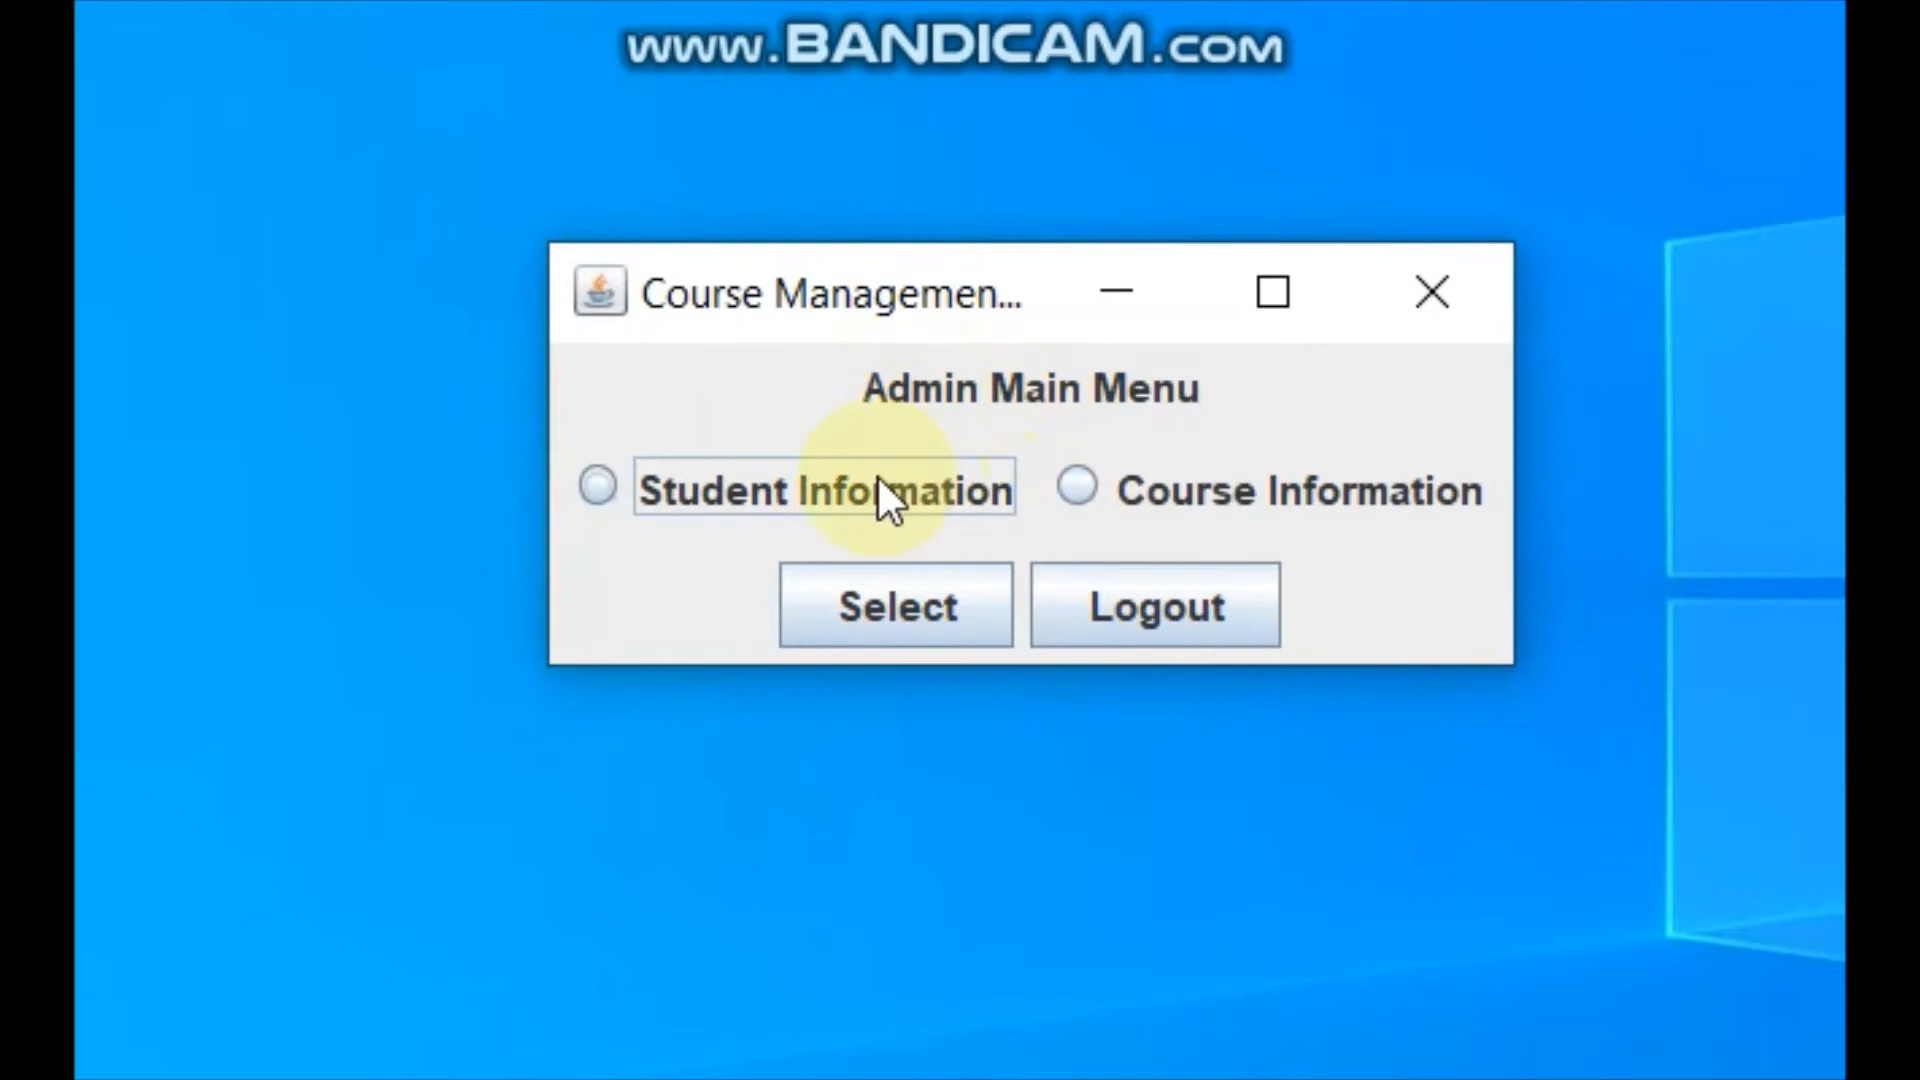 www.BANDICAM.com
Course Managemen...
Admin Main Menu
Student Information
Course Information
Select
Logout